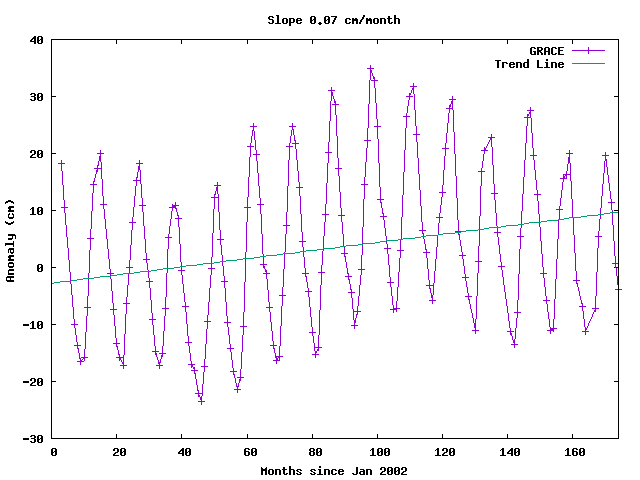 Slope 0.07 cm/month
GRACE
Trend Line
Anomaly (cm)
40
30
20
10
0
-10
-20
-30
0 20 40 60 80 100 120 140 160
Months since Jan 2002